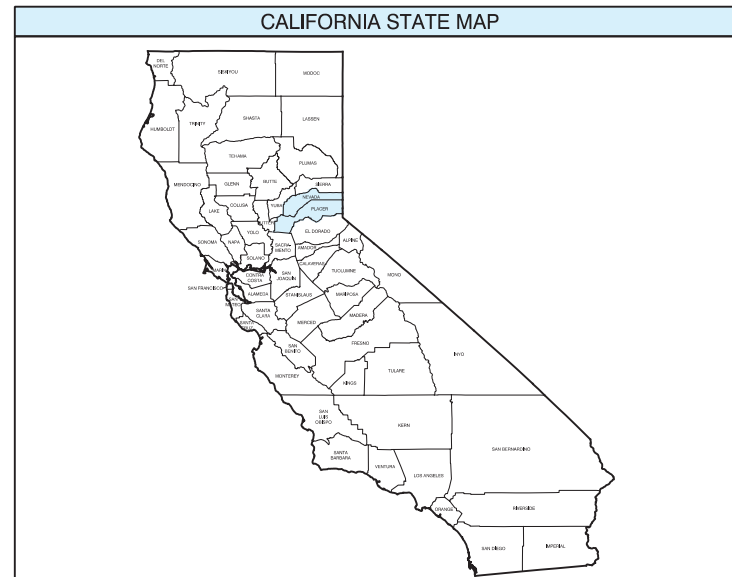 CALIFORNIA STATE MAP
DEL
NORTE
SISKIYOU
MODOC
HUMBOLDT
TRINITY
SHASTA
LASSEN
TEHAMA
PLUMAS
MENDOCINO
GLENN
BUTTE
SIERRA
NEVADA
LAKE
COLUSA
YUBA
PLACER
SUTTER
SONOMA
NAPA
YOLO
EL DORADO
SACRA-
MENTO
ALPINE
AMADOR
SOLANO
CALAVERAS
MARIN
CONTRA
COSTA
SAN
JOAQUIN
TUOLUMNE
MONO
SAN FRANCISCO
ALAMEDA
SAN
MATEO
STANISLAUS
MARIPOSA
SANTA
CLARA
SANTA
CRUZ
MERCED
MADERA
SAN
BENITO
FRESNO
INYO
MONTEREY
KINGS
TULARE
SAN
LUIS
OBISPO
KERN
SAN BERNARDINO
SANTA
BARBARA
VENTURA
LOS ANGELES
ORANGE
RIVERSIDE
SAN DIEGO
IMPERIAL